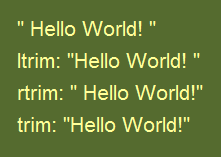 " Hello World! "
ltrim: "Hello World! "
rtrim: " Hello World!"
trim: "Hello World!"